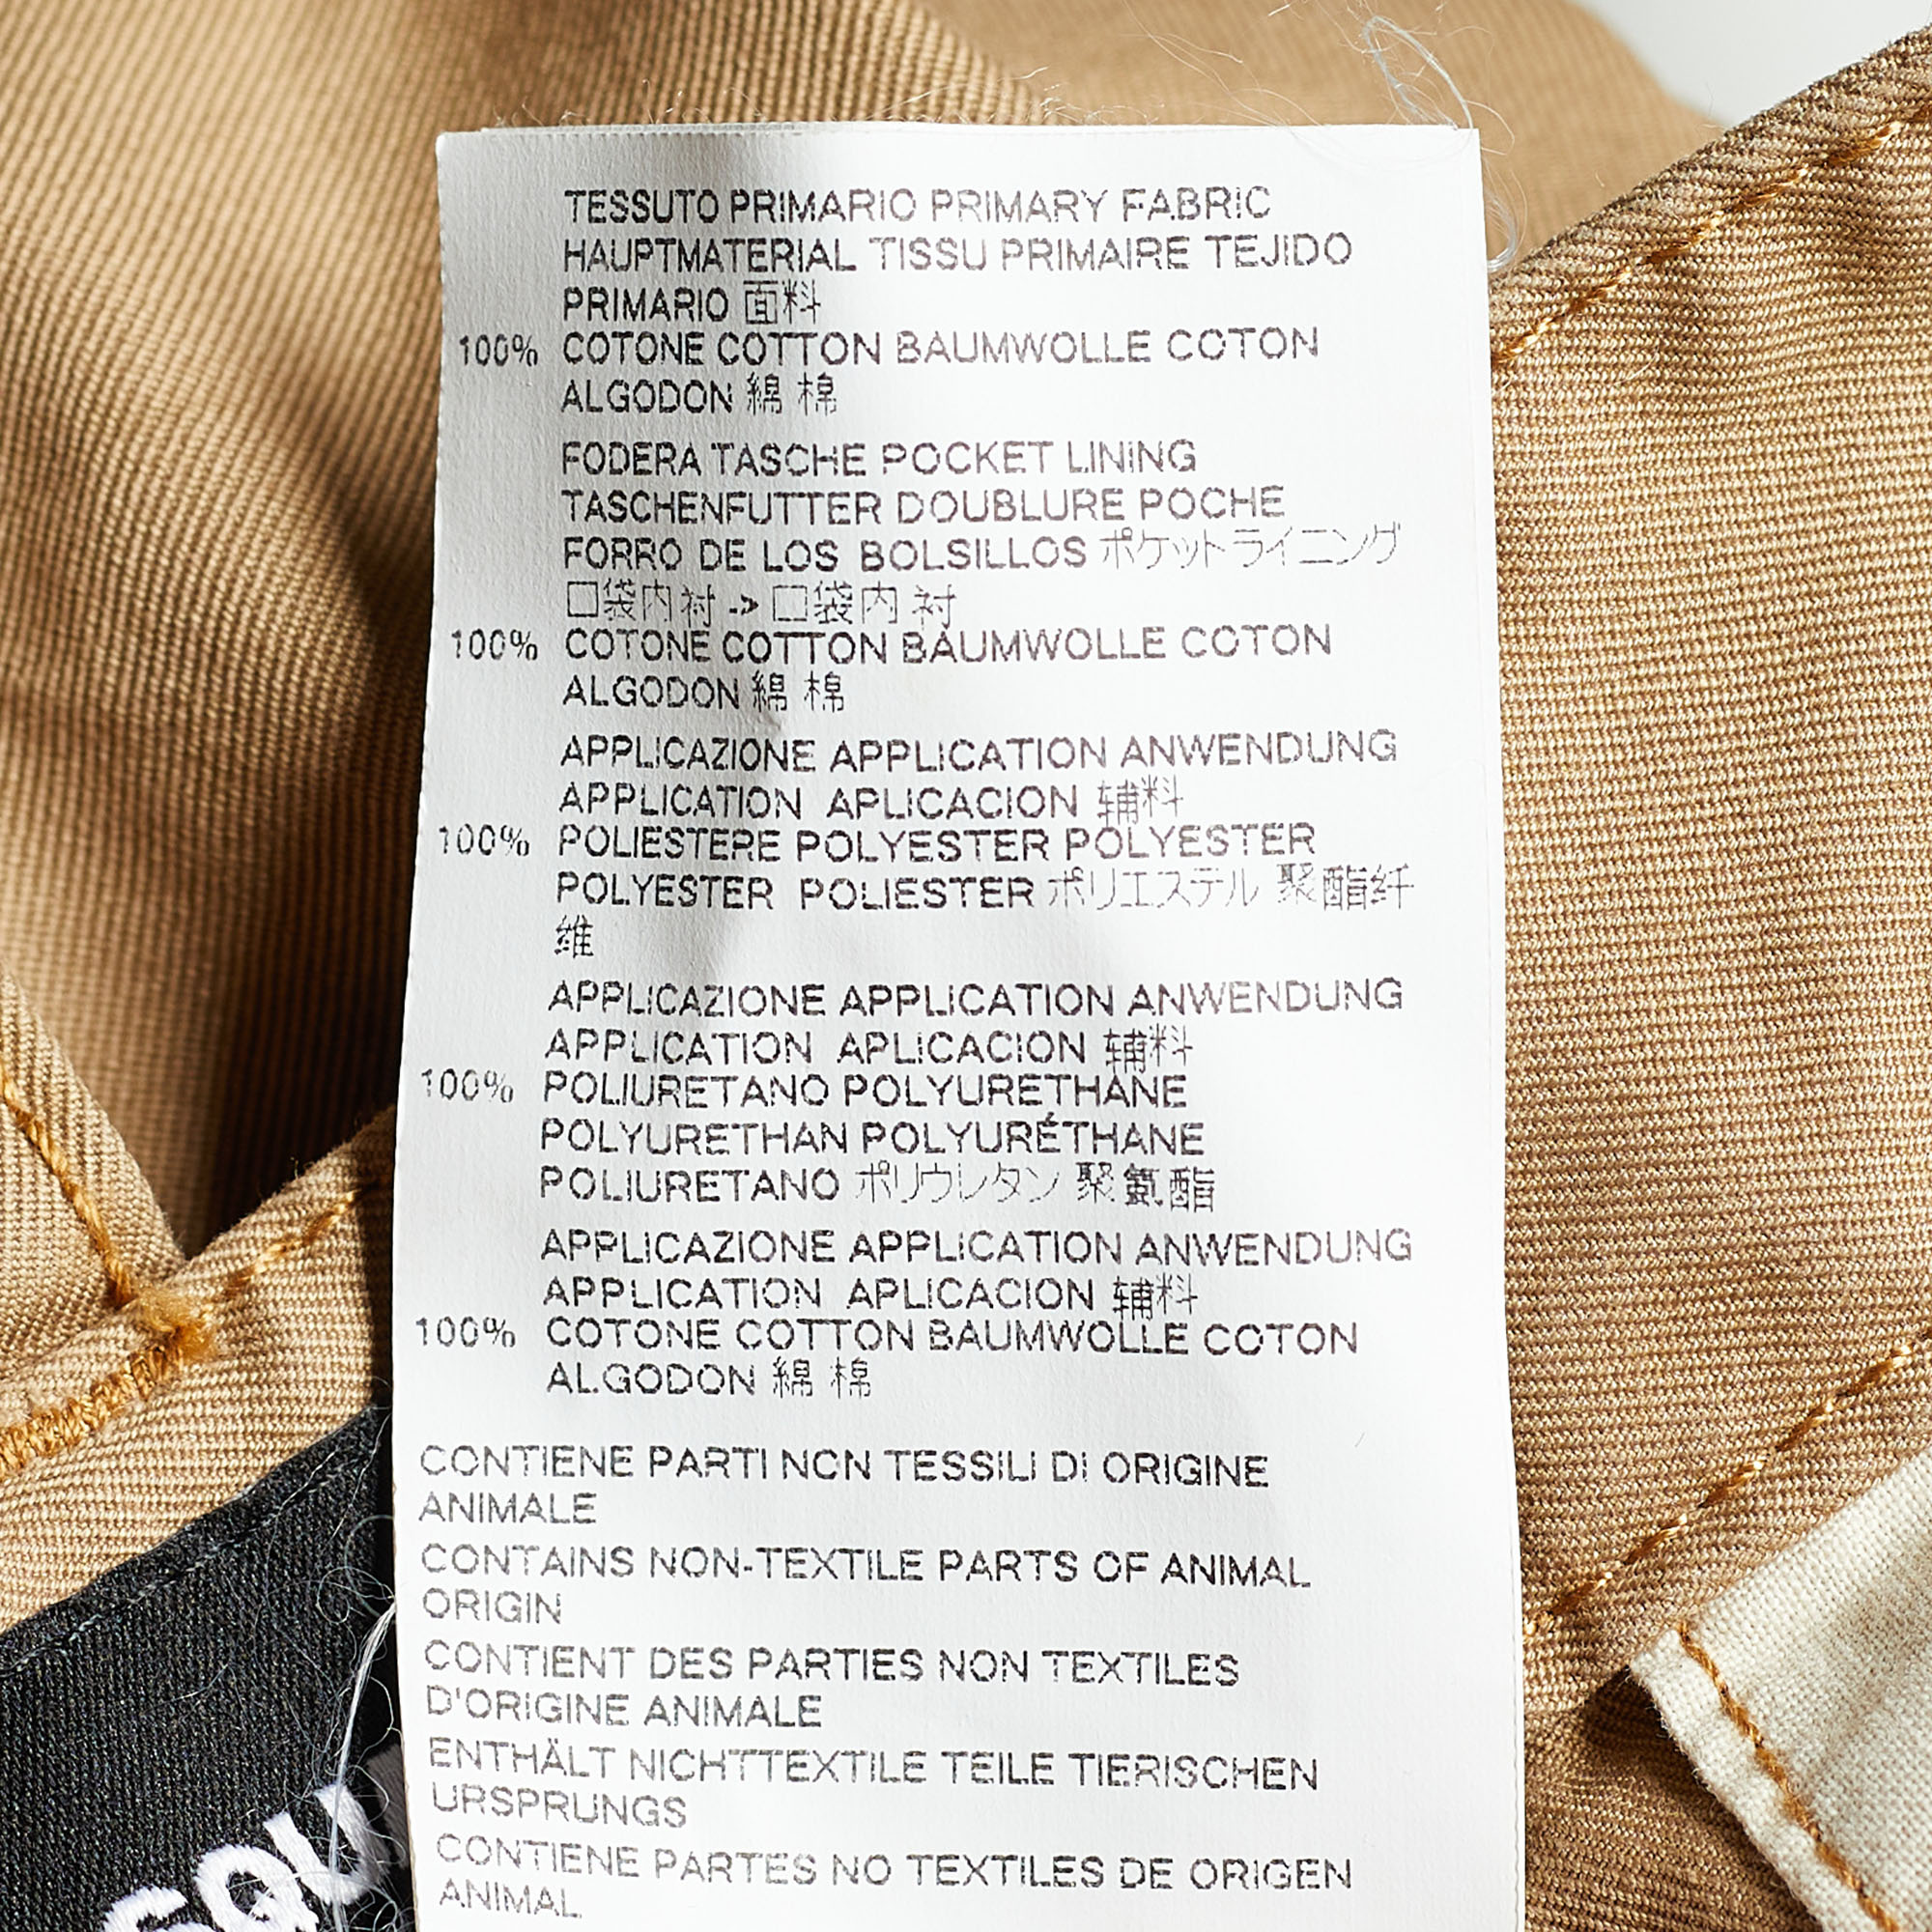 TESSUTO PRIMARIO PRIMARY FABRIC
HAUPTMATERIAL TISSU PRIMAIRE TEJIDO
PRIMARIO 面料
100% COTONE COTTON BAUMWOLLE COTON
ALGODON 綿 棉
FODERA TASCHE POCKET LINING
TASCHENFUTTER DOUBLURE POCHE
FORRO DE LOS BOLSILLOS ポケットライニング
口袋内衬 -> 口袋内 衬
100% COTONE COTTON BAUMWOLLE COTON
ALGODON 綿 棉
APPLICAZIONE APPLICATION ANWENDUNG
APPLICATION APLICACION 辅料
100% POLIESTERE POLYESTER POLYESTER
POLYESTER POLIESTER ポリエステル 聚酯纤
维
APPLICAZIONE APPLICATION ANWENDUNG
APPLICATION APLICACION 辅料
100% POLIURETANO POLYURETHANE
POLYURETHAN POLYURÉTHANE
POLIURETANO ポリウレタン 聚氨酯
APPLICAZIONE APPLICATION ANWENDUNG
APPLICATION APLICACION 辅料
100% COTONE COTTON BAUMWOLLE COTON
ALGODON 綿 棉
CONTIENE PARTI NON TESSILI DI ORIGINE
ANIMALE
CONTAINS NON-TEXTILE PARTS OF ANIMAL
ORIGIN
CONTIENT DES PARTIES NON TEXTILES
D'ORIGINE ANIMALE
ENTHÄLT NICHTTEXTILE TEILE TIERISCHEN
URSPRUNGS
CONTIENE PARTES NO TEXTILES DE ORIGEN
ANIMAL
SQU